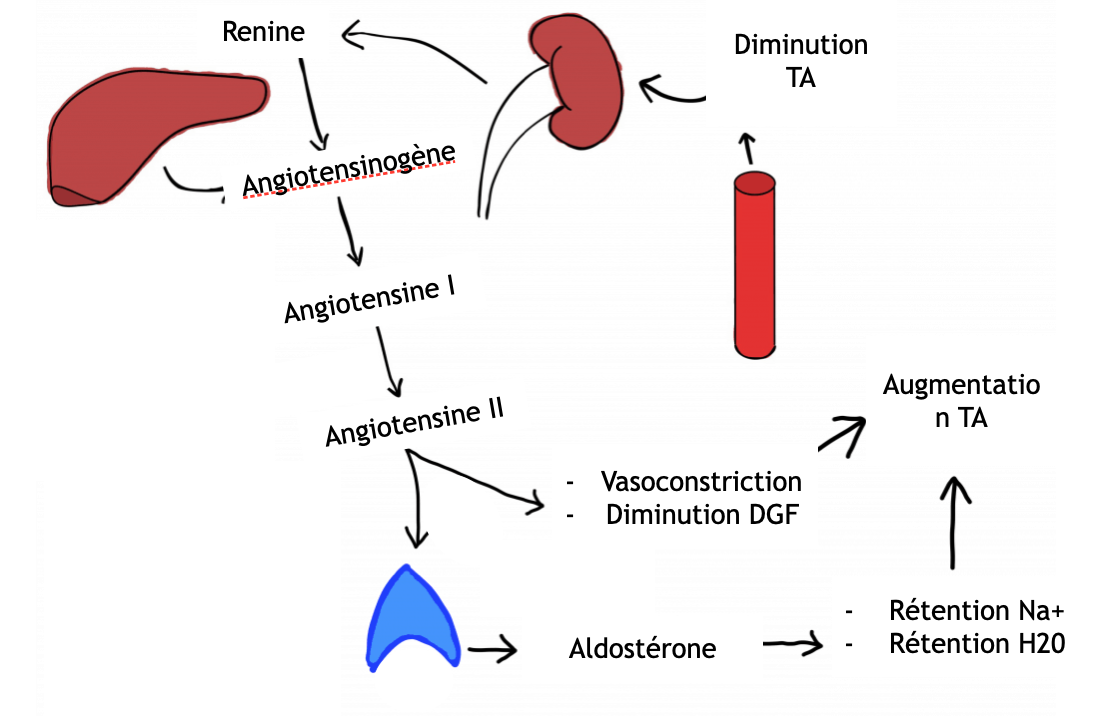 Renine
Diminution
TA
Angiotensinogène
Angiotensine I
Augmentatio
n TA
Angiotensine II
- Vasoconstriction
- Diminution DGF
- Rétention Na+
- Rétention H20
Aldostérone